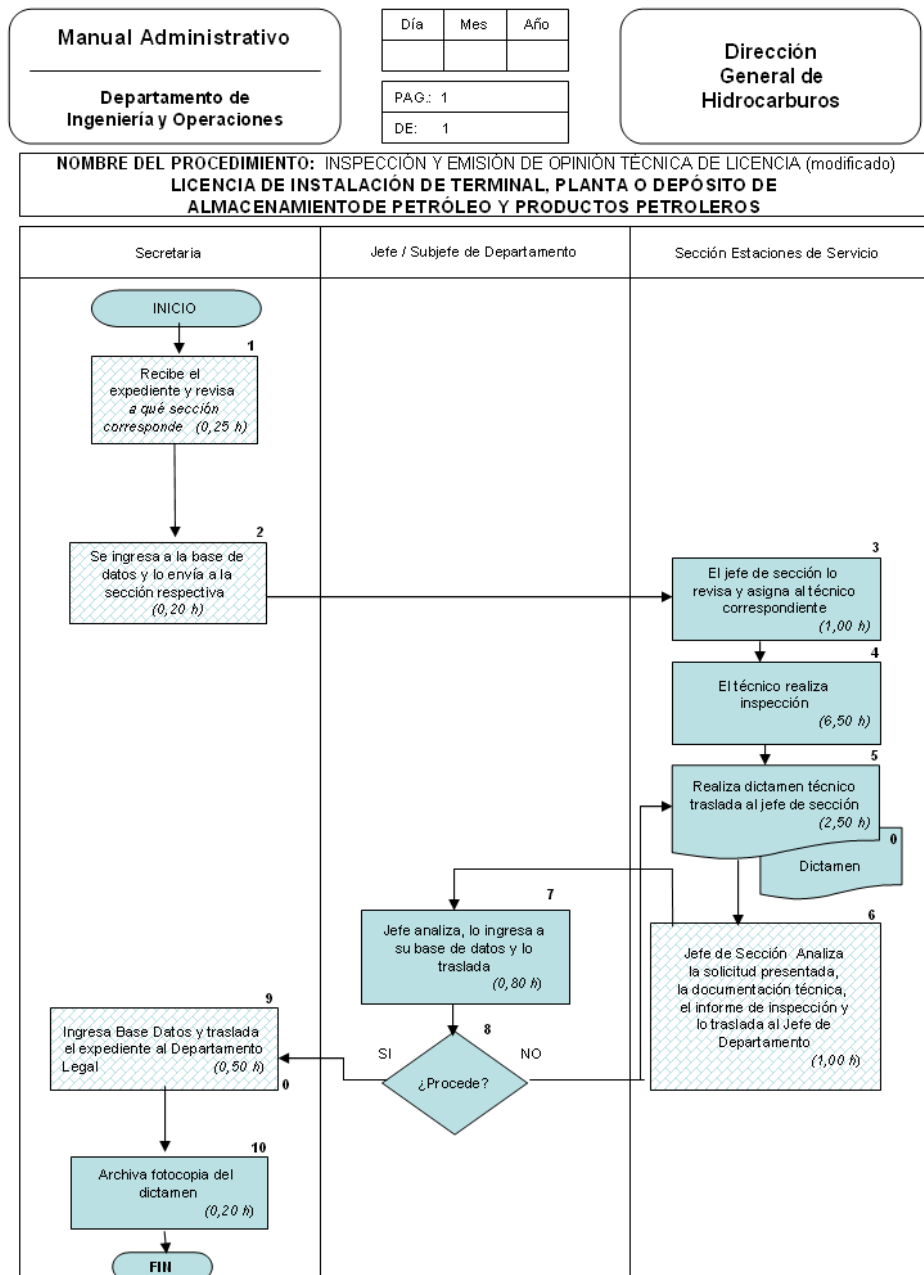 Manual Administrativo
Departamento de
Ingeniería y Operaciones
Día Mes Año
PAG.: 1
DE: 1
Dirección
General de
Hidrocarburos
NOMBRE DEL PROCEDIMIENTO: INSPECCIÓN Y EMISIÓN DE OPINIÓN TÉCNICA DE LICENCIA (modificado)
LICENCIA DE INSTALACIÓN DE TERMINAL, PLANTA O DEPÓSITO DE
ALMACENAMIENTODE PETRÓLEO Y PRODUCTOS PETROLEROS
Secretaria
Jefe / Subjefe de Departamento
Sección Estaciones de Servicio
INICIO
1
Recibe el
expediente y revisa
a qué sección
corresponde (0,25 h)
2
Se ingresa a la base de
datos y lo envía a la
sección respectiva
(0,20 h)
3
El jefe de sección lo
revisa y asigna al técnico
correspondiente
(1,00 h)
4
El técnico realiza
inspección
(6,50 h)
5
Realiza dictamen técnico
traslada al jefe de sección
(2,50 h)
0
Dictamen
6
Jefe de Sección Analiza
la solicitud presentada,
la documentación técnica,
el informe de inspección y
lo traslada al Jefe de
Departamento
(1,00 h)
7
Jefe analiza, lo ingresa a
su base de datos y lo
traslada
(0,80 h)
8
SI
NO
¿Procede?
9
Ingresa Base Datos y traslada
el expediente al Departamento
Legal (0,50 h)
0
10
Archiva fotocopia del
dictamen
(0,20 h)
FIN